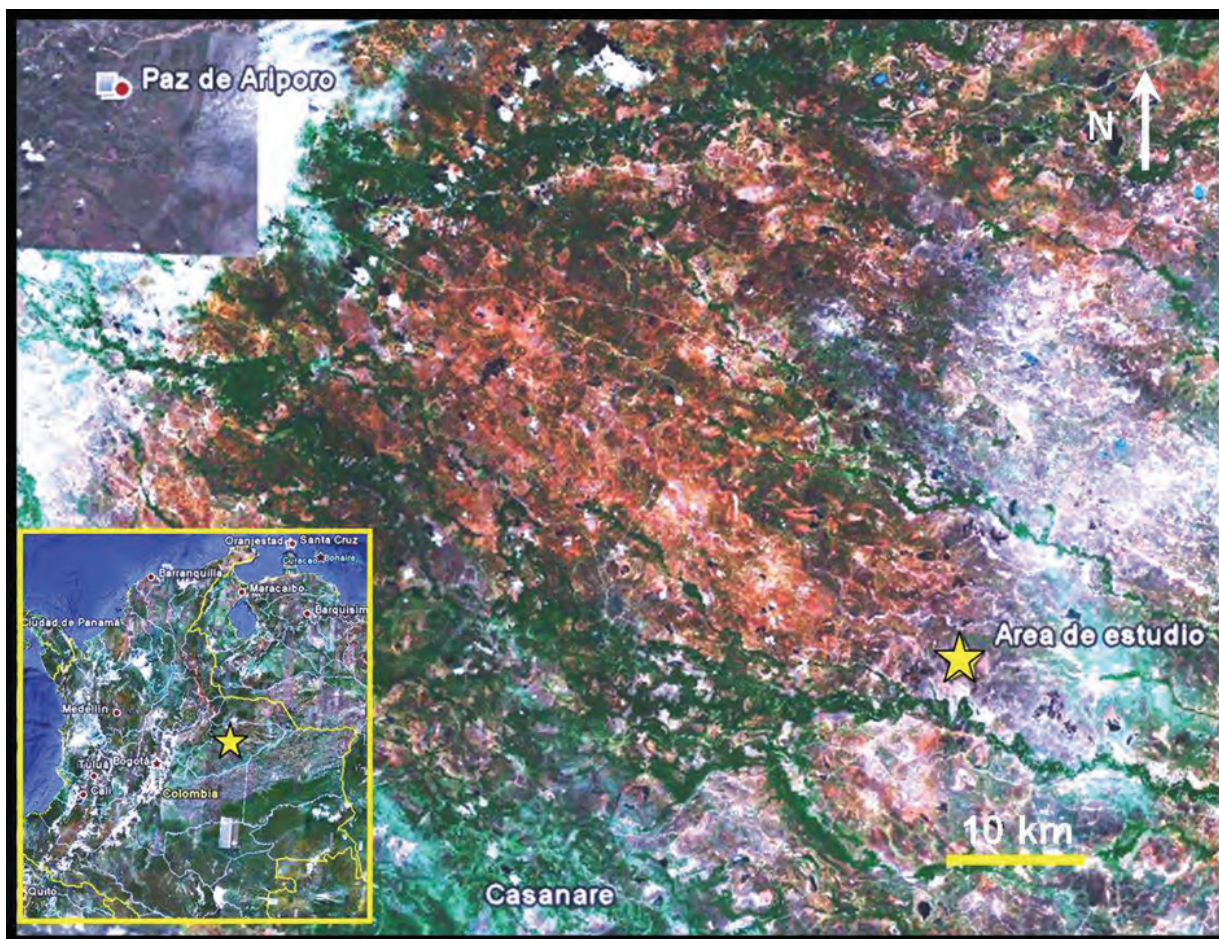 Paz de Ariporo
N
Oranjestad
Santa Cruz
Curacao
Bonaire
Barranquilla
Maracaibo
Barquisim
Ciudad de Panamá
Area de estudio
Medellín
Bogotá
Tuluá
Cali
Colombia
10 km
Quito
Casanare